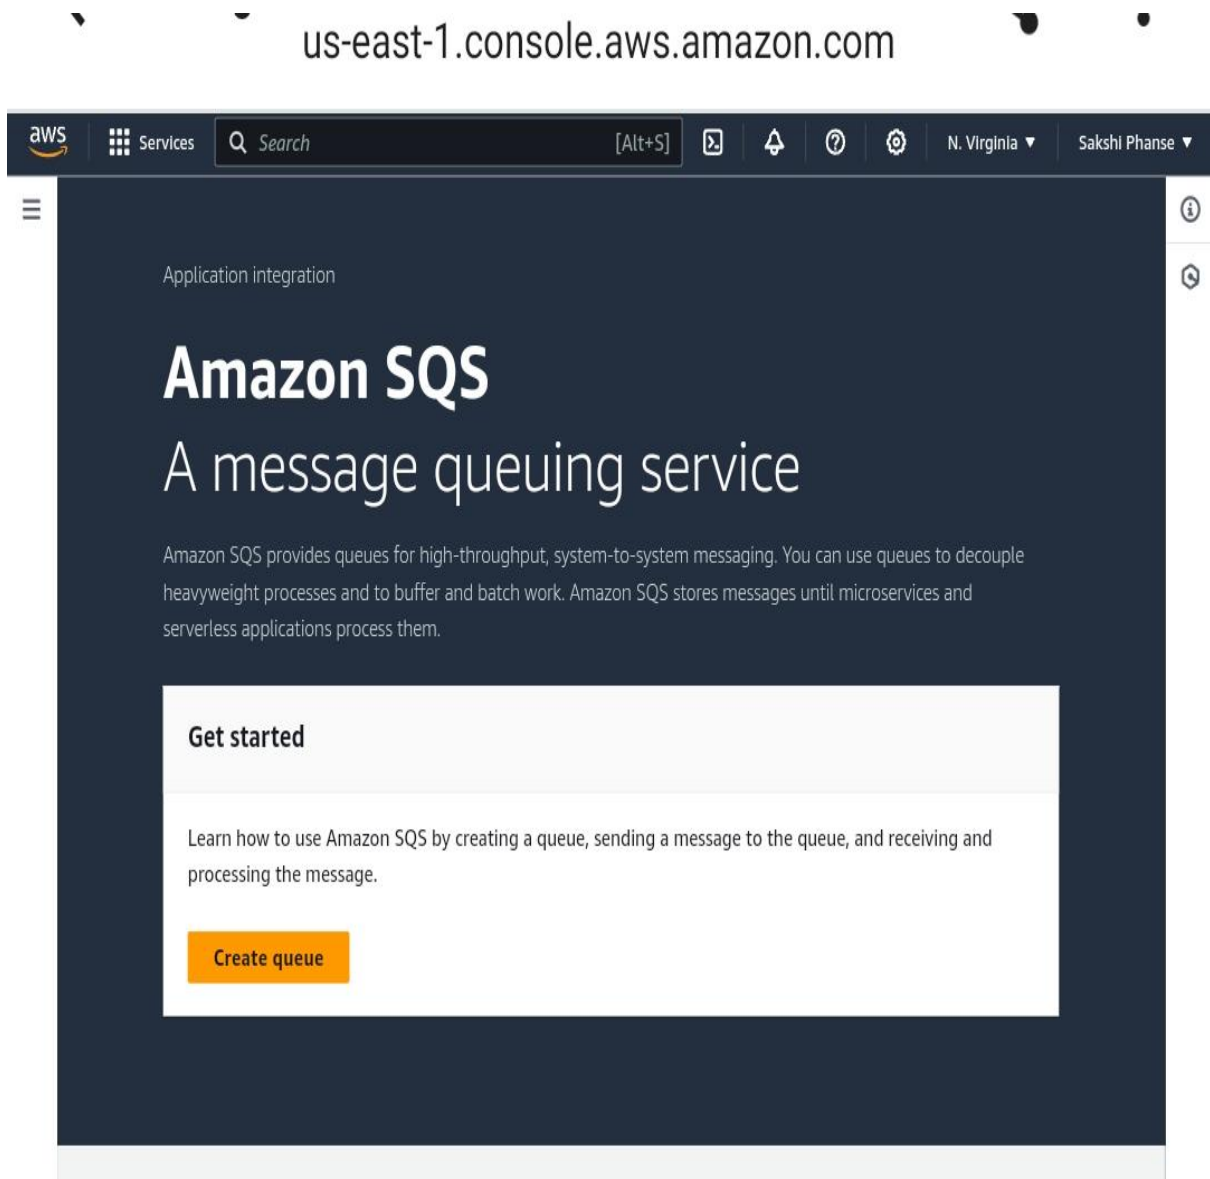 us-east-1.console.aws.amazon.com
aws
Services
Search
[Alt+S]
N. Virginia ▼
Sakshi Phanse ▼
Application integration
Amazon SQS
A message queuing service
Amazon SQS provides queues for high-throughput, system-to-system messaging. You can use queues to decouple
heavyweight processes and to buffer and batch work. Amazon SQS stores messages until microservices and
serverless applications process them.
Get started
Learn how to use Amazon SQS by creating a queue, sending a message to the queue, and receiving and
processing the message.
Create queue